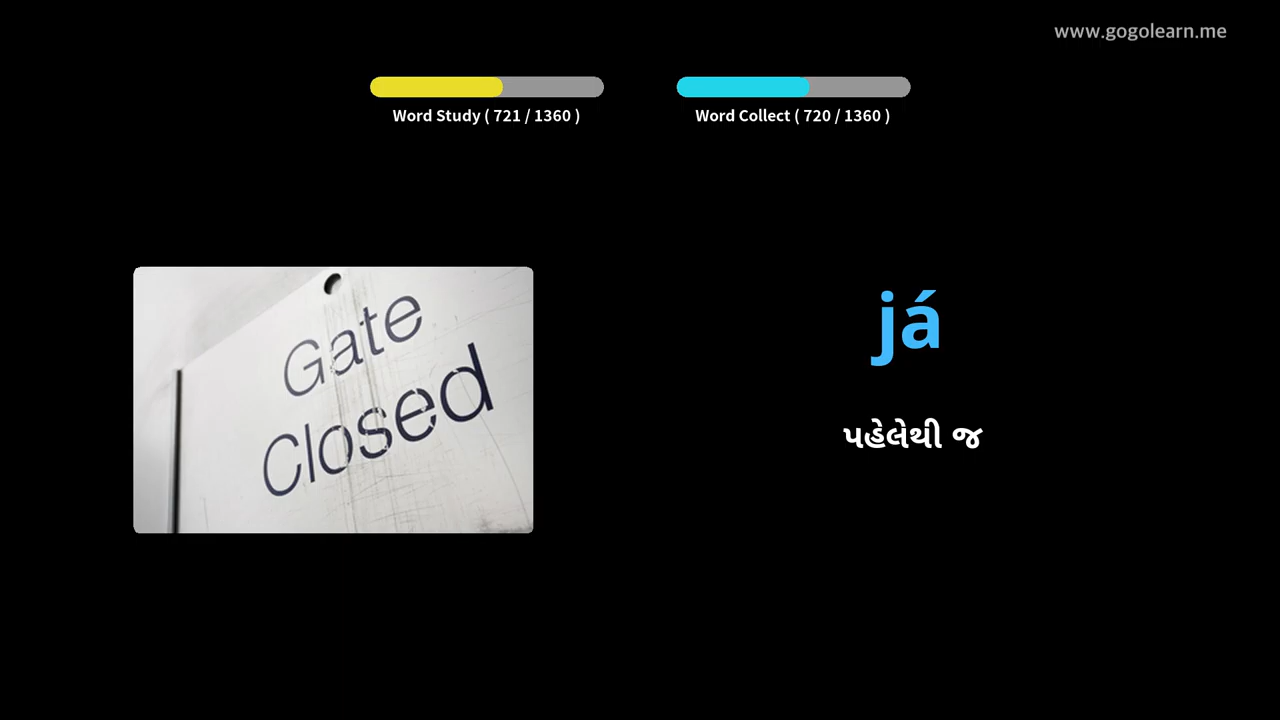 www.gogolearn.me
Word Study ( 721 / 1360 )
Word Collect ( 720 / 1360 )
Gate
Closed
já
પહેલેથી જ